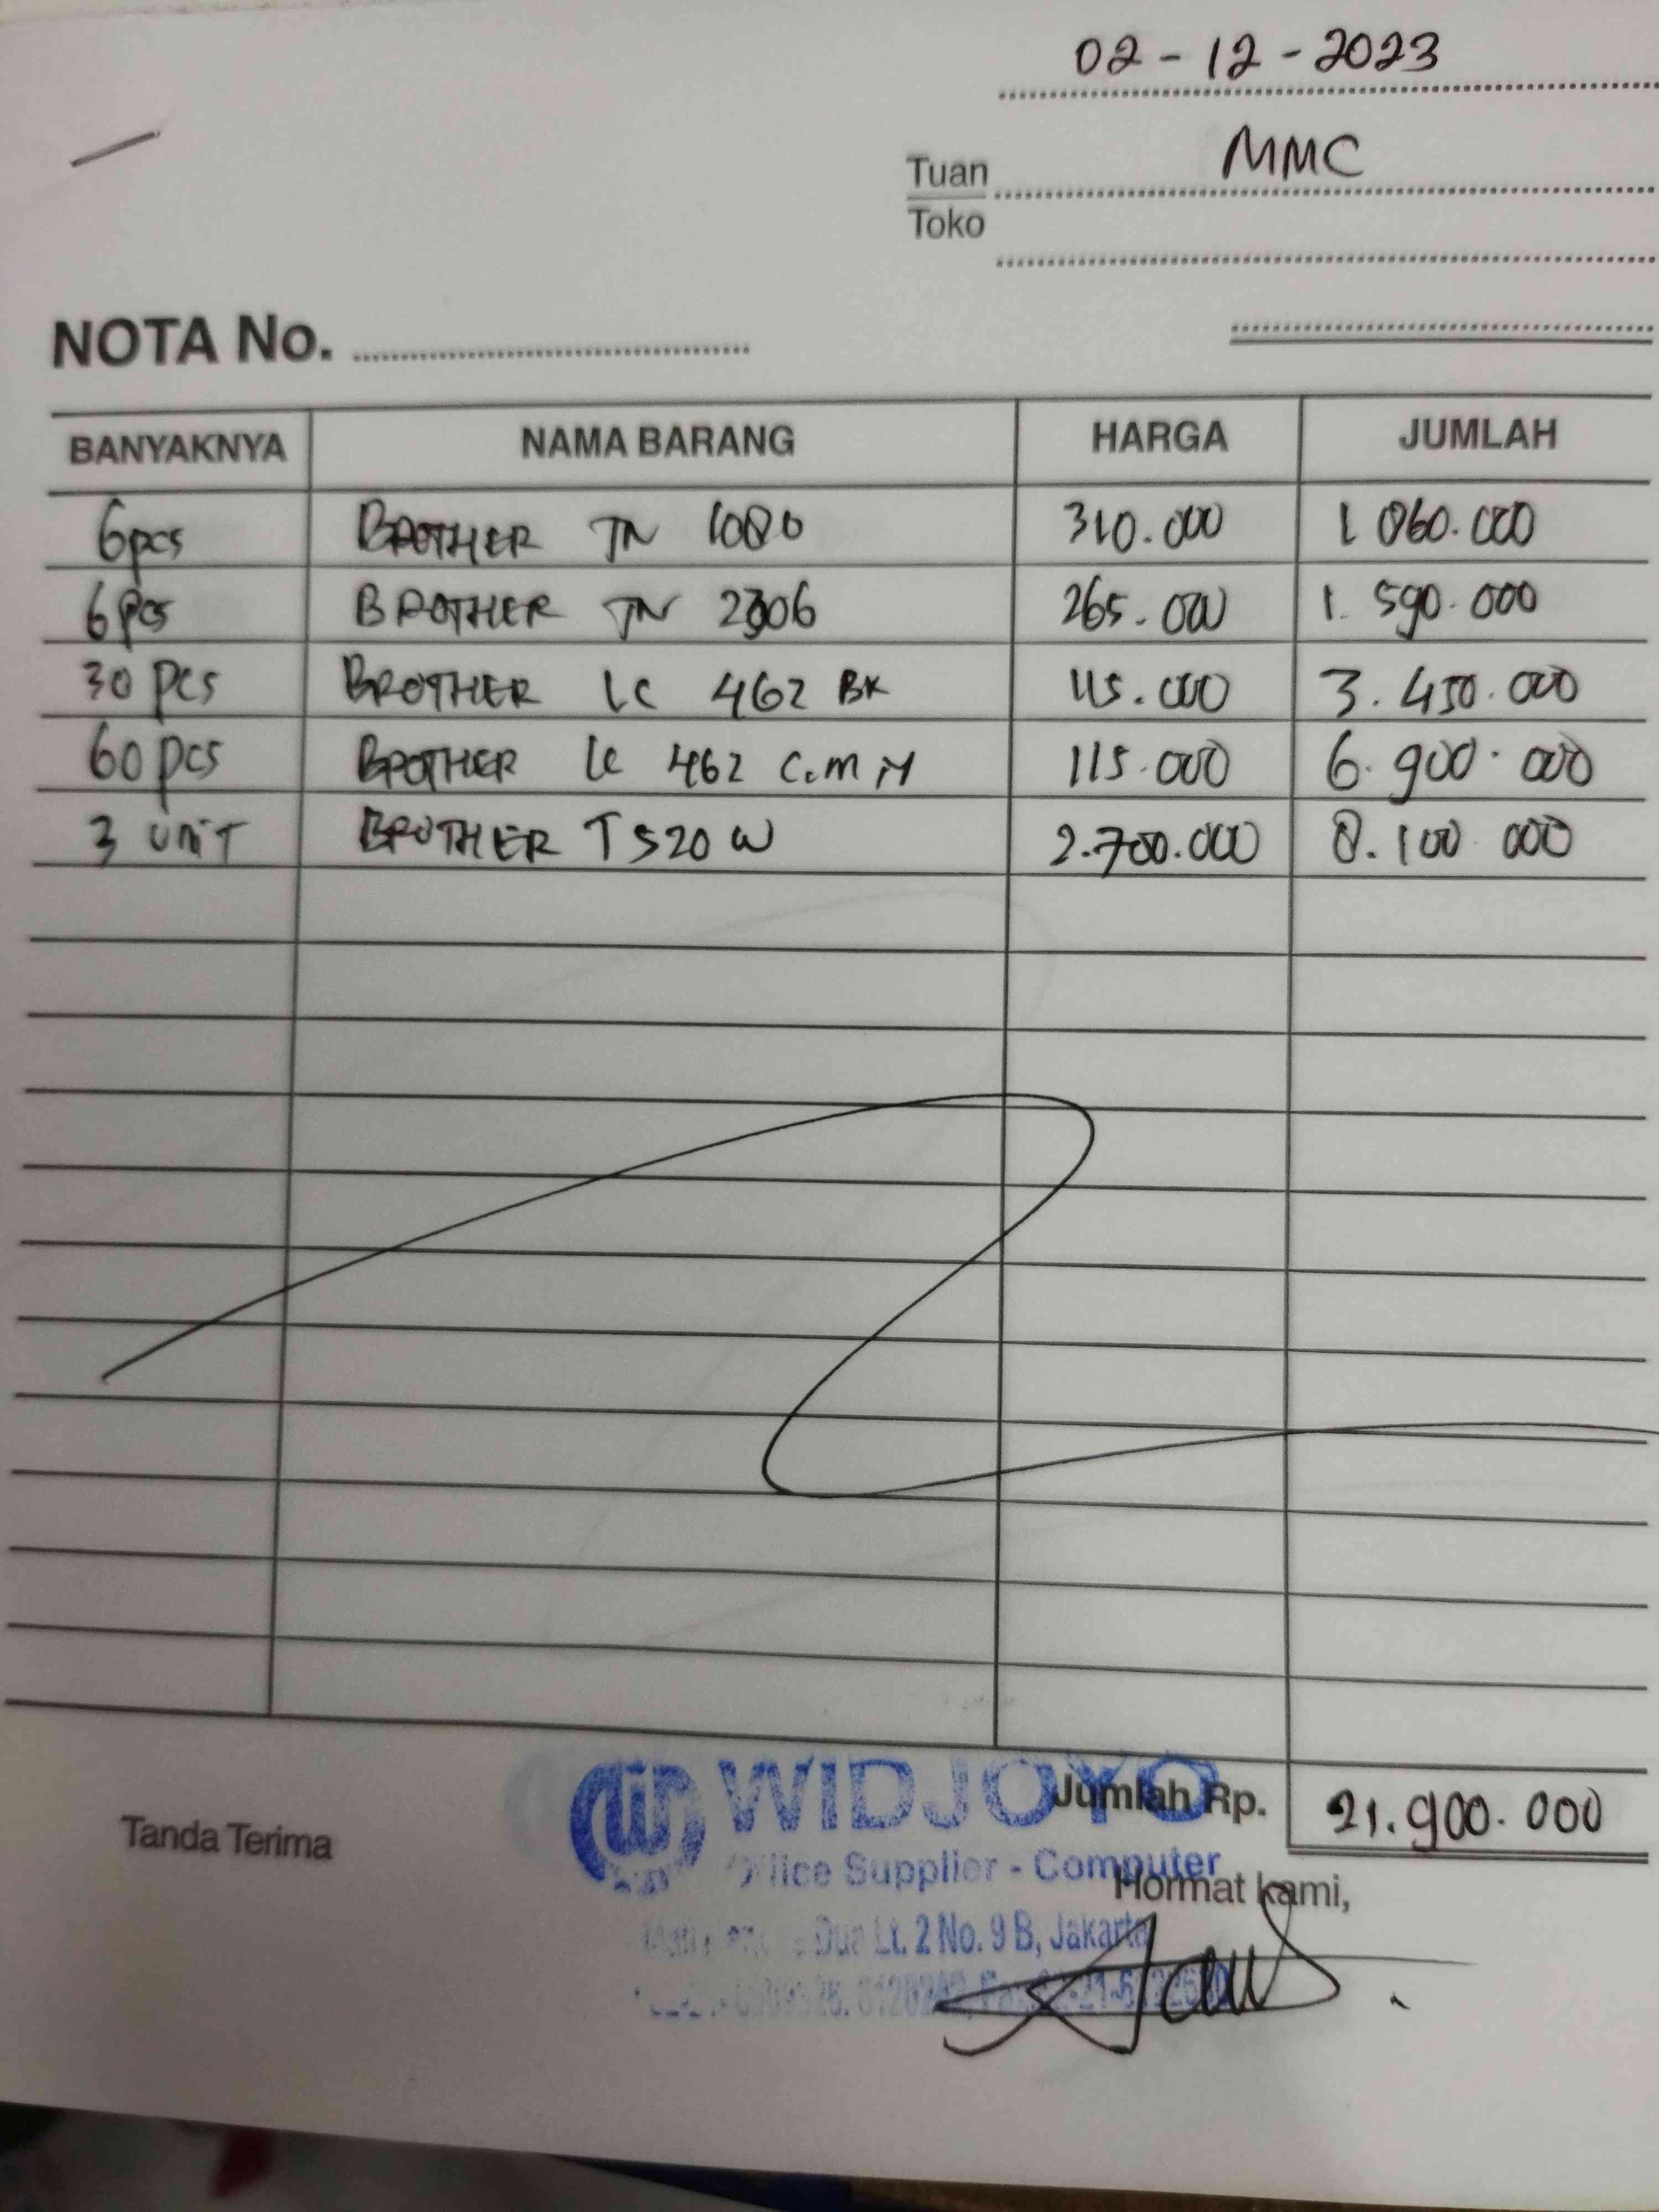 02 - 12 - 2023
Tuan MMC
Toko
NOTA No.
BANYAKNYA NAMA BARANG HARGA JUMLAH
6pcs BROTHER TN 1080 310.000 1 860.000
6pcs BROTHER TN 2306 265.000 1. 590.000
30 pcs BROTHER LC 462 BK 115.000 3. 450.000
60 pcs BROTHER LC 462 C.M 115.000 6. 900.000
3 UNIT BROTHER T 520 W 2.700.000 8.100 000
WIDJOYO
Jumlah Rp. 21.900.000
Tanda Terima
Office Supplier - Computer
Hormat kami,
Dua Lt. 2 No. 9 B, Jakarta